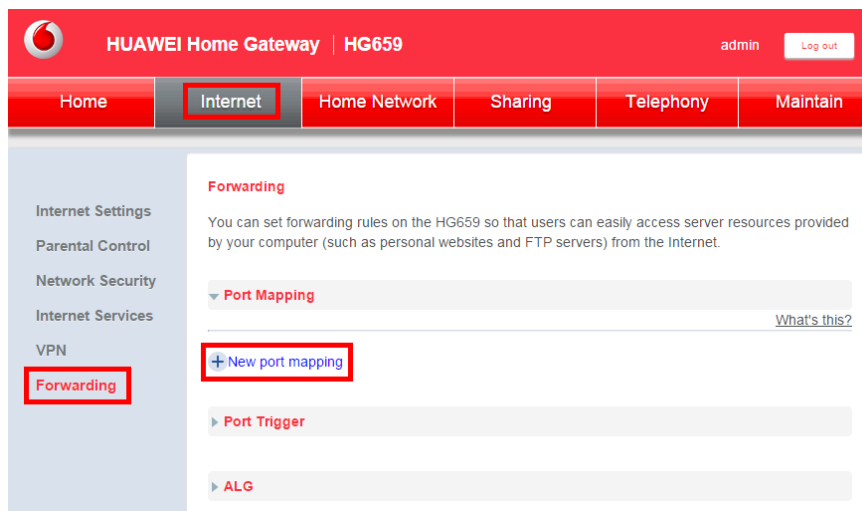 HUAWEI Home Gateway | HG659
admin
Log out
Home
Internet
Home Network
Sharing
Telephony
Maintain
Internet Settings
Parental Control
Network Security
Internet Services
VPN
Forwarding
Forwarding
You can set forwarding rules on the HG659 so that users can easily access server resources provided
by your computer (such as personal websites and FTP servers) from the Internet.
Port Mapping
What's this?
New port mapping
Port Trigger
ALG